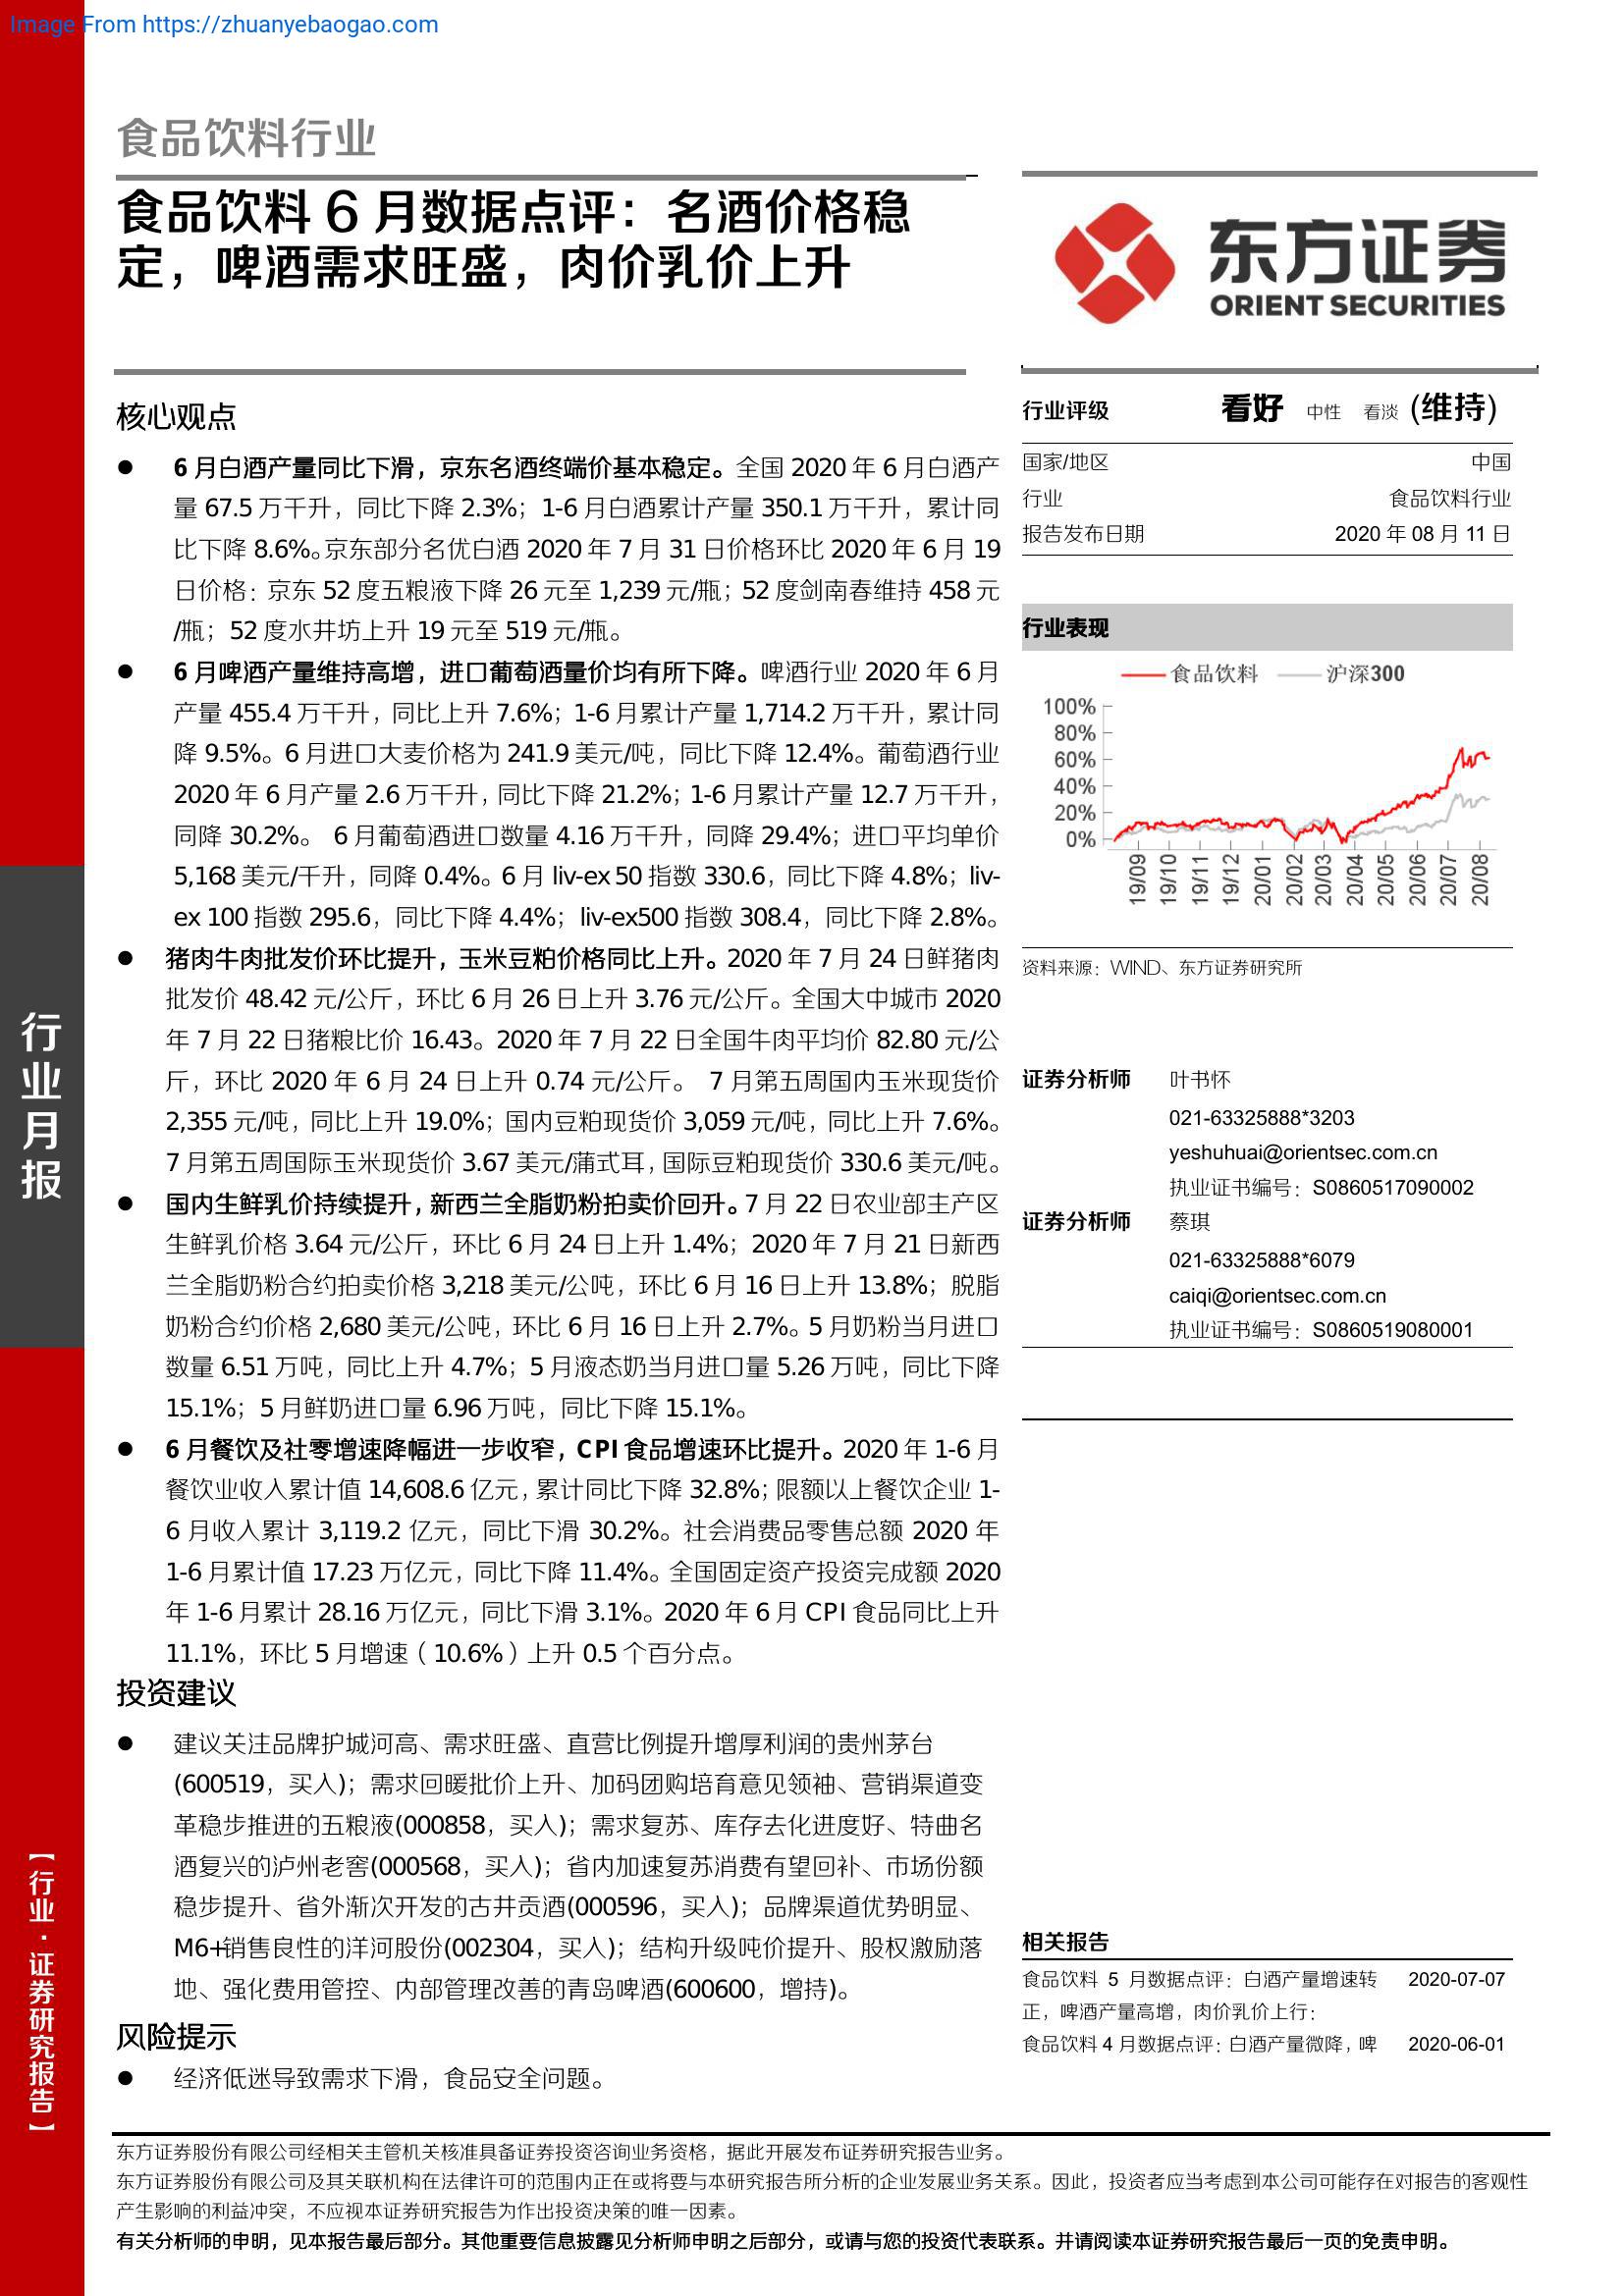 Image From https://zhuanyebaogao.com
食品饮料行业
食品饮料 6 月数据点评：名酒价格稳
定，啤酒需求旺盛，肉价乳价上升
东方证券
ORIENT SECURITIES
核心观点
● 6 月白酒产量同比下滑，京东名酒终端价基本稳定。全国 2020 年 6 月白酒产
量 67.5 万千升，同比下降 2.3%；1-6 月白酒累计产量 350.1 万千升，累计同
比下降 8.6%。京东部分名优白酒 2020 年 7 月 31 日价格环比 2020 年 6 月 19
日价格：京东 52 度五粮液下降 26 元至 1,239 元/瓶；52 度剑南春维持 458 元
/瓶；52 度水井坊上升 19 元至 519 元/瓶。
● 6 月啤酒产量维持高增，进口葡萄酒量价均有所下降。啤酒行业 2020 年 6 月
产量 455.4 万千升，同比上升 7.6%；1-6 月累计产量 1,714.2 万千升，累计同
降 9.5%。6 月进口大麦价格为 241.9 美元/吨，同比下降 12.4%。葡萄酒行业
2020 年 6 月产量 2.6 万千升，同比下降 21.2%；1-6 月累计产量 12.7 万千升，
同降 30.2%。 6 月葡萄酒进口数量 4.16 万千升，同降 29.4%；进口平均单价
5,168 美元/千升，同降 0.4%。6 月 liv-ex 50 指数 330.6，同比下降 4.8%；liv-
ex 100 指数 295.6，同比下降 4.4%；liv-ex500 指数 308.4，同比下降 2.8%。
● 猪肉牛肉批发价环比提升，玉米豆粕价格同比上升。2020 年 7 月 24 日鲜猪肉
批发价 48.42 元/公斤，环比 6 月 26 日上升 3.76 元/公斤。全国大中城市 2020
年 7 月 22 日猪粮比价 16.43。2020 年 7 月 22 日全国牛肉平均价 82.80 元/公
斤，环比 2020 年 6 月 24 日上升 0.74 元/公斤。 7 月第五周国内玉米现货价
2,355 元/吨，同比上升 19.0%；国内豆粕现货价 3,059 元/吨，同比上升 7.6%。
7 月第五周国际玉米现货价 3.67 美元/蒲式耳，国际豆粕现货价 330.6 美元/吨。
● 国内生鲜乳价持续提升，新西兰全脂奶粉拍卖价回升。7 月 22 日农业部主产区
生鲜乳价格 3.64 元/公斤，环比 6 月 24 日上升 1.4%；2020 年 7 月 21 日新西
兰全脂奶粉合约拍卖价格 3,218 美元/公吨，环比 6 月 16 日上升 13.8%；脱脂
奶粉合约价格 2,680 美元/公吨，环比 6 月 16 日上升 2.7%。5 月奶粉当月进口
数量 6.51 万吨，同比上升 4.7%；5 月液态奶当月进口量 5.26 万吨，同比下降
15.1%；5 月鲜奶进口量 6.96 万吨，同比下降 15.1%。
● 6 月餐饮及社零增速降幅进一步收窄，CPI 食品增速环比提升。2020 年 1-6 月
餐饮业收入累计值 14,608.6 亿元，累计同比下降 32.8%；限额以上餐饮企业 1-
6 月收入累计 3,119.2 亿元，同比下滑 30.2%。社会消费品零售总额 2020 年
1-6 月累计值 17.23 万亿元，同比下降 11.4%。全国固定资产投资完成额 2020
年 1-6 月累计 28.16 万亿元，同比下滑 3.1%。2020 年 6 月 CPI 食品同比上升
11.1%，环比 5 月增速（10.6%）上升 0.5 个百分点。
投资建议
● 建议关注品牌护城河高、需求旺盛、直营比例提升增厚利润的贵州茅台
(600519，买入)；需求回暖批价上升、加码团购培育意见领袖、营销渠道变
革稳步推进的五粮液(000858，买入)；需求复苏、库存去化进度好、特曲名
酒复兴的泸州老窖(000568，买入)；省内加速复苏消费有望回补、市场份额
稳步提升、省外渐次开发的古井贡酒(000596，买入)；品牌渠道优势明显、
M6+销售良性的洋河股份(002304，买入)；结构升级吨价提升、股权激励落
地、强化费用管控、内部管理改善的青岛啤酒(600600，增持)。
风险提示
● 经济低迷导致需求下滑，食品安全问题。
行业评级 看好 中性 看淡 (维持)
国家/地区 中国
行业 食品饮料行业
报告发布日期 2020 年 08 月 11 日
行业表现
食品饮料 沪深300
100%
80%
60%
40%
20%
0%
19/09 19/10 19/11 19/12 20/01 20/02 20/03 20/04 20/05 20/06 20/07 20/08
资料来源：WIND、东方证券研究所
证券分析师 叶书怀
021-63325888*3203
yeshuhuai@orientsec.com.cn
执业证书编号：S0860517090002
证券分析师 蔡琪
021-63325888*6079
caiqi@orientsec.com.cn
执业证书编号：S0860519080001
相关报告
食品饮料 5 月数据点评：白酒产量增速转 2020-07-07
正，啤酒产量高增，肉价乳价上行：
食品饮料 4 月数据点评：白酒产量微降，啤 2020-06-01
行业月报
【行业·证券研究报告】
东方证券股份有限公司经相关主管机关核准具备证券投资咨询业务资格，据此开展发布证券研究报告业务。
东方证券股份有限公司及其关联机构在法律许可的范围内正在或将要与本研究报告所分析的企业发展业务关系。因此，投资者应当考虑到本公司可能存在对报告的客观性
产生影响的利益冲突，不应视本证券研究报告为作出投资决策的唯一因素。
有关分析师的申明，见本报告最后部分。其他重要信息披露见分析师申明之后部分，或请与您的投资代表联系。并请阅读本证券研究报告最后一页的免责申明。